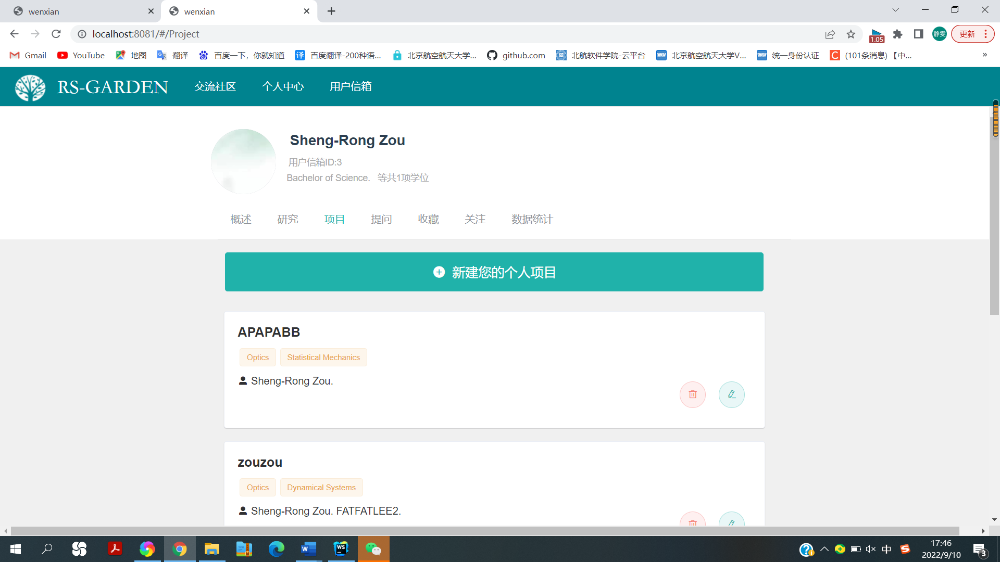 wenxian
wenxian
localhost:8081/#/Project
1.05
静雯
更新
Gmail
YouTube
地图
翻译
百度一下，你就知道
百度翻译-200种语...
北京航空航天大学...
github.com
北航软件学院-云平台
北京航空航天大学V...
统一身份认证
(101条消息)【中...
RS-GARDEN
交流社区
个人中心
用户信箱
Sheng-Rong Zou
用户信箱ID:3
Bachelor of Science. 等共1项学位
概述
研究
项目
提问
收藏
关注
数据统计
新建您的个人项目
APAPABB
Optics
Statistical Mechanics
Sheng-Rong Zou.
zouzou
Optics
Dynamical Systems
Sheng-Rong Zou. FATFATLEE2.
中
17:46
2022/9/10
3